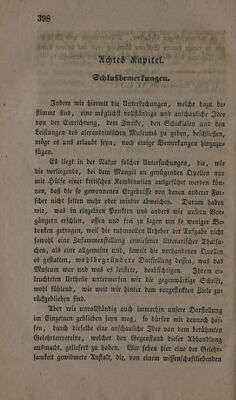 398
Achtes Kapitel.
Schlußbemerkungen.
Indem wir hiermit die Untersuchungen, welche dazu be-
stimmt sind, eine möglichst vollständige und anschauliche Idee
von der Einrichtung, dem Zwecke, den Schicksalen und den
Leistungen des alexandrinischen Museums zu geben, beschließen,
möge es uns erlaubt seyn, noch einige Bemerkungen hinzuzu-
fügen.
Es liegt in der Natur solcher Untersuchungen, die, wie
die vorliegende, bei dem Mangel an genügenden Quellen nur
mit Hülfe einer kritischen Kombination ausgeführt werden kön-
nen, daß die so gewonnenen Ergebnisse von denen anderer For-
scher nicht selten mehr oder minder abweichen. Darum haben
wir, was in einzelnen Punkten uns anders wie unsern Vor-
gängern erschien, offen und frei zu sagen um so weniger Be-
denken getragen, weil die ruhmvollen Urheber der Aufgabe nicht
sowohl eine Zusammenstellung erwiesener litterarischer Thatsa-
chen, als eine allgemein und, soweit die vorhandenen Quellen
es gestatten, wohlbegründete Darstellung dessen, was das
Museum war und was es leistete, beabsichtigen. Ihrem er-
leuchteten Urtheile unterwerfen wir die gegenwärtige Schrift,
wohl fühlend, wie weit wir hinter dem vorgesteckten Ziele zu-
rückgeblieben sind.
Aber wie unvollständig auch immerhin unsere Darstellung
im Einzelnen geblieben seyn mag, so dürfen wir dennoch hof-
fen, durch dieselbe eine anschauliche Idee von dem berühmten
Gelehrtenverein, welcher den Gegenstand dieser Abhandlung
ausmacht, geliefert zu haben. Wir sehen hier eine der Gelehr-
samkeit gewidmete Anstalt, die, von einem wissenschaftliebenden